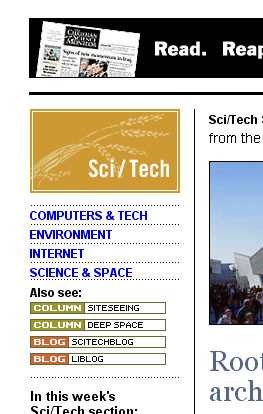 THE CHRISTIAN SCIENCE MONITOR
Signs of new momentum in Iraq
Read. Reap
Sci/Tech
Sci/Tech
from the
COMPUTERS & TECH
ENVIRONMENT
INTERNET
SCIENCE & SPACE
Also see:
COLUMN SITESEEING
COLUMN DEEP SPACE
BLOG SCITECHBLOG
BLOG LIBLOG
Root
arch
In this week's
Sci/Tech section: